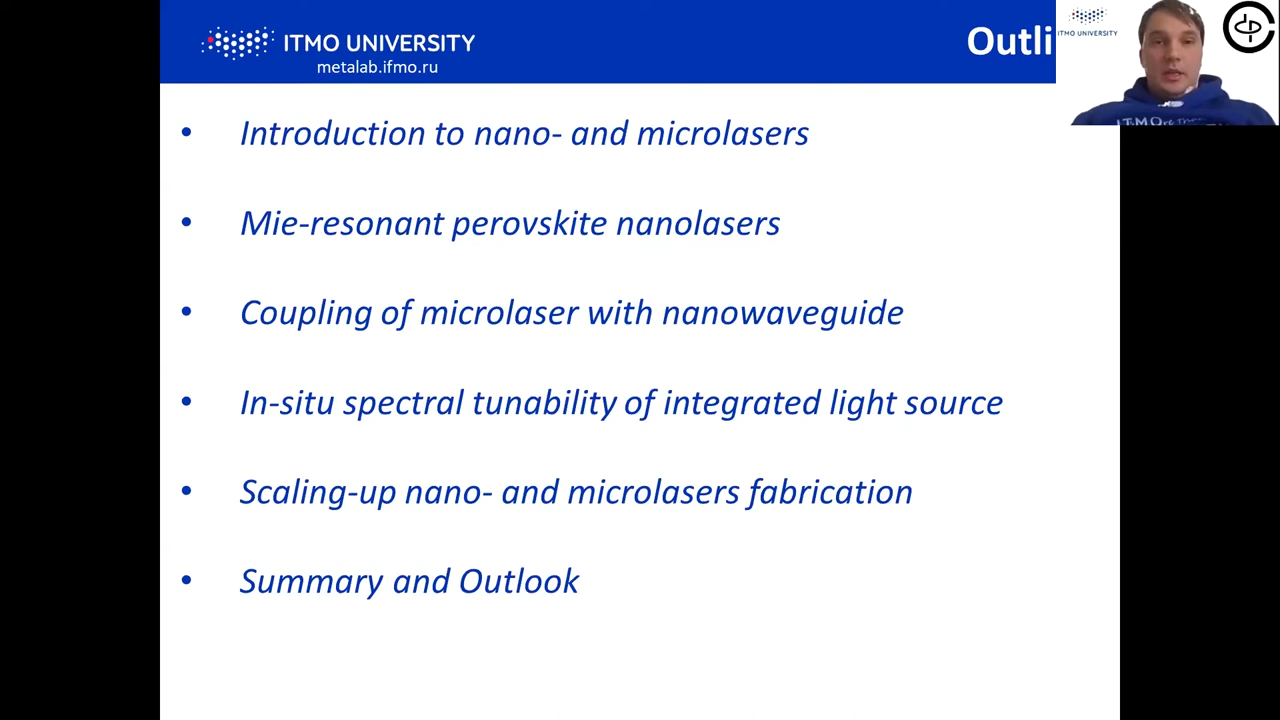 ITMO UNIVERSITY
metalab.ifmo.ru
Outli
ITMO UNIVERSITY
• Introduction to nano- and microlasers
• Mie-resonant perovskite nanolasers
• Coupling of microlaser with nanowaveguide
• In-situ spectral tunability of integrated light source
• Scaling-up nano- and microlasers fabrication
• Summary and Outlook